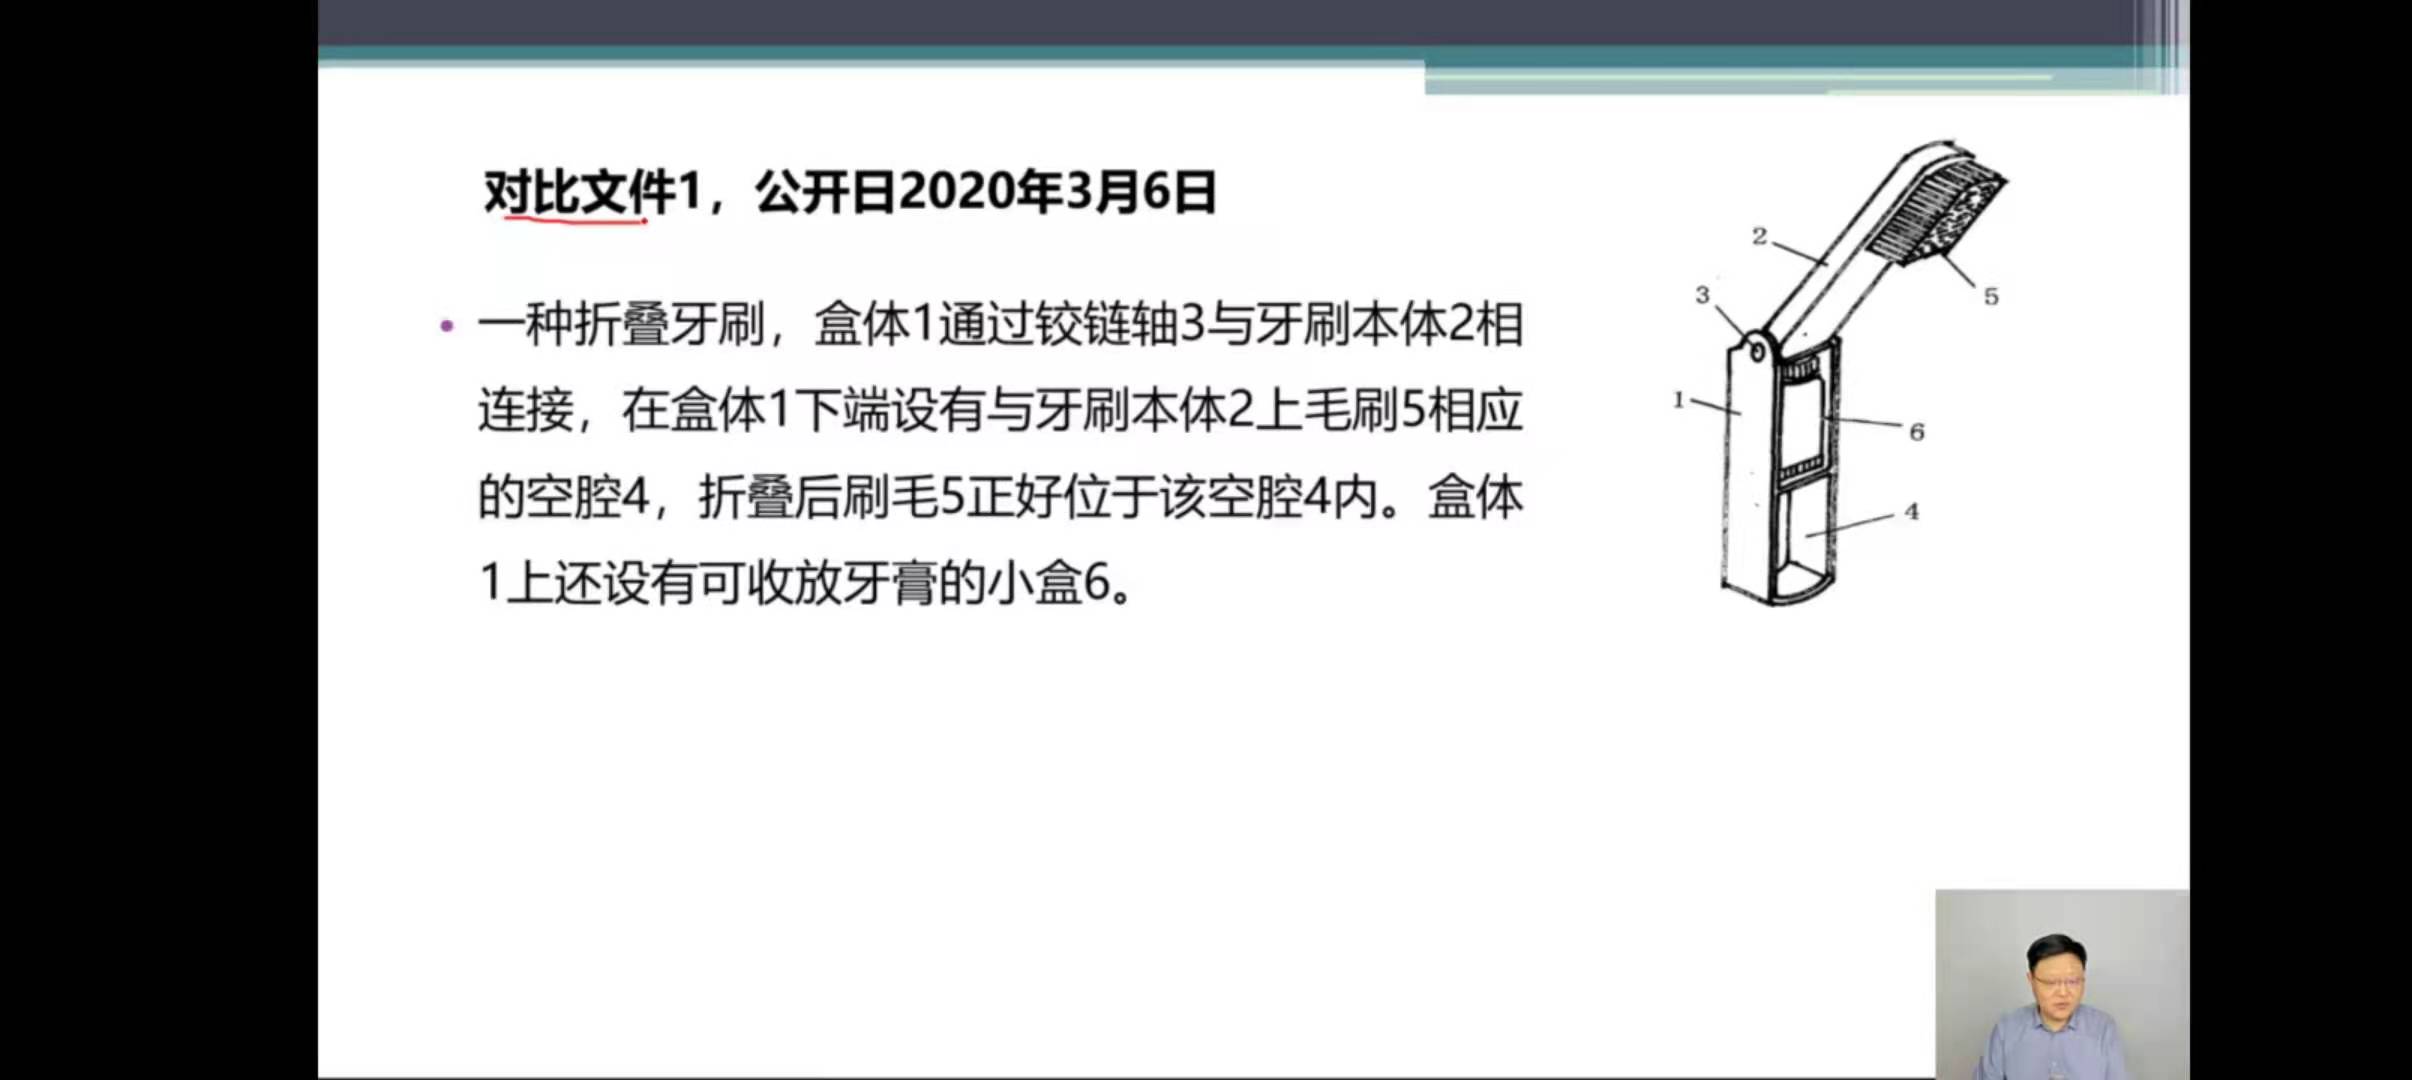 对比文件1，公开日2020年3月6日
• 一种折叠牙刷，盒体1通过铰链轴3与牙刷本体2相
连接，在盒体1下端设有与牙刷本体2上毛刷5相应
的空腔4，折叠后刷毛5正好位于该空腔4内。盒体
1上还设有可收放牙膏的小盒6。
2
3
5
1
6
4